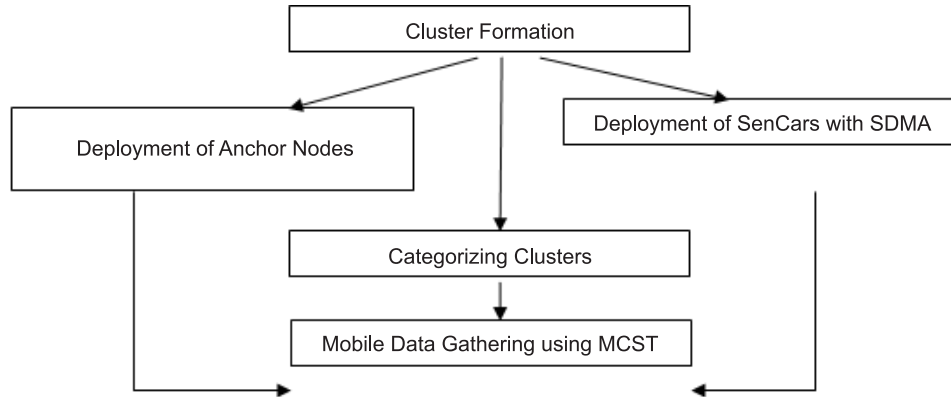 Cluster Formation
Deployment of Anchor Nodes
Deployment of SenCars with SDMA
Categorizing Clusters
Mobile Data Gathering using MCST